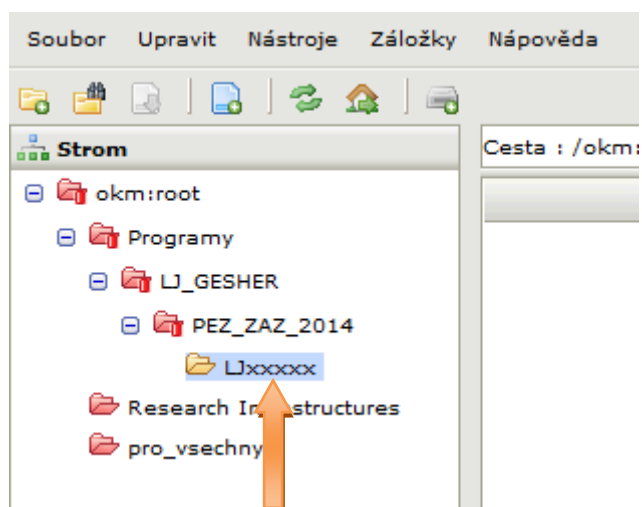 Soubor Upravit Nástroje Záložky Nápověda
Strom
Cesta : /okm:
okm:root
Programy
LJ_GESHER
PEZ_ZAZ_2014
LJxxxxx
Research structures
pro_vsechny